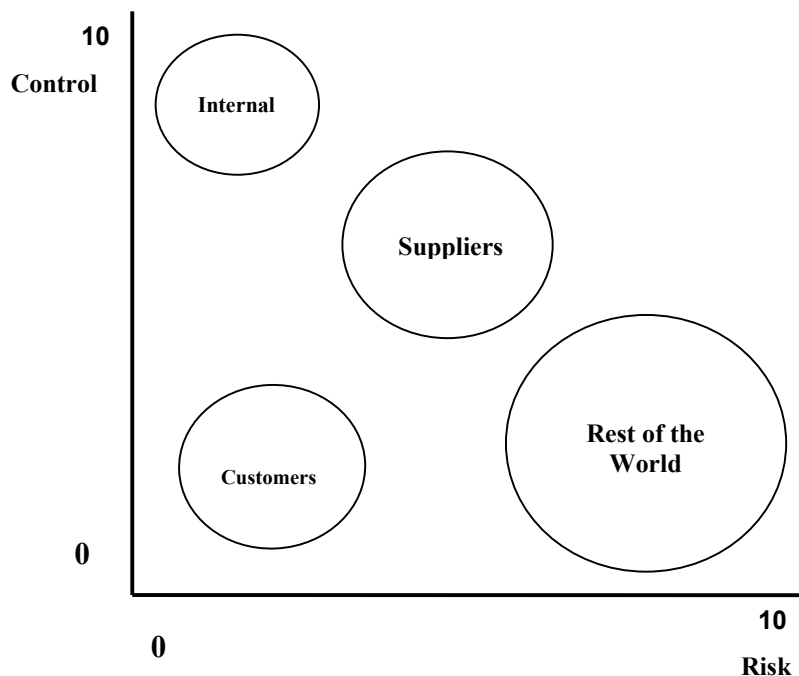 10
Control
Internal
Suppliers
Rest of the
World
Customers
0
10
0
Risk